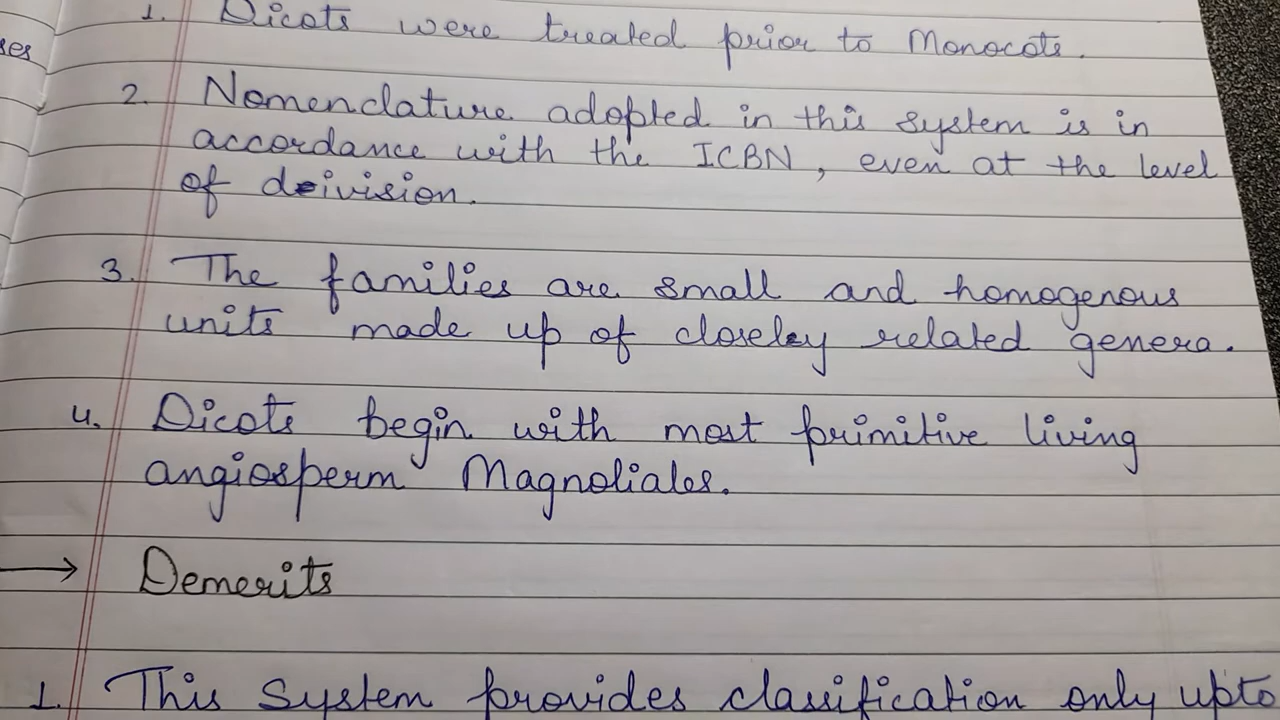 ses
1. Dicots were treated prior to Monocots.
2. Nomenclature adopted in this system is in
accordance with the ICBN, even at the level
of deivision.
3. The families are small and homogenous
units made up of closeley related genera.
4. Dicots begin with most primitive living
angiosperm Magnoliales.
→ Demerits
1. This System provides classification only upto